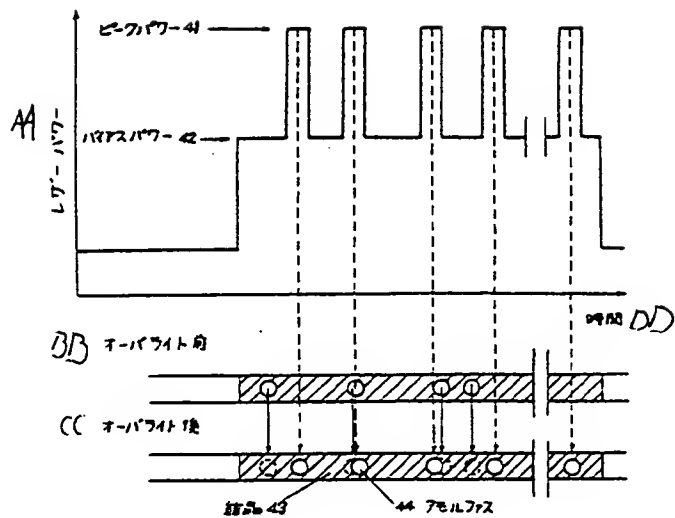 ピークパワー 41
AA
レザー パワー
バイアスパワー 42
時間 DD
BB オーバライト前
CC オーバライト後
結晶 43
44 アモルファス